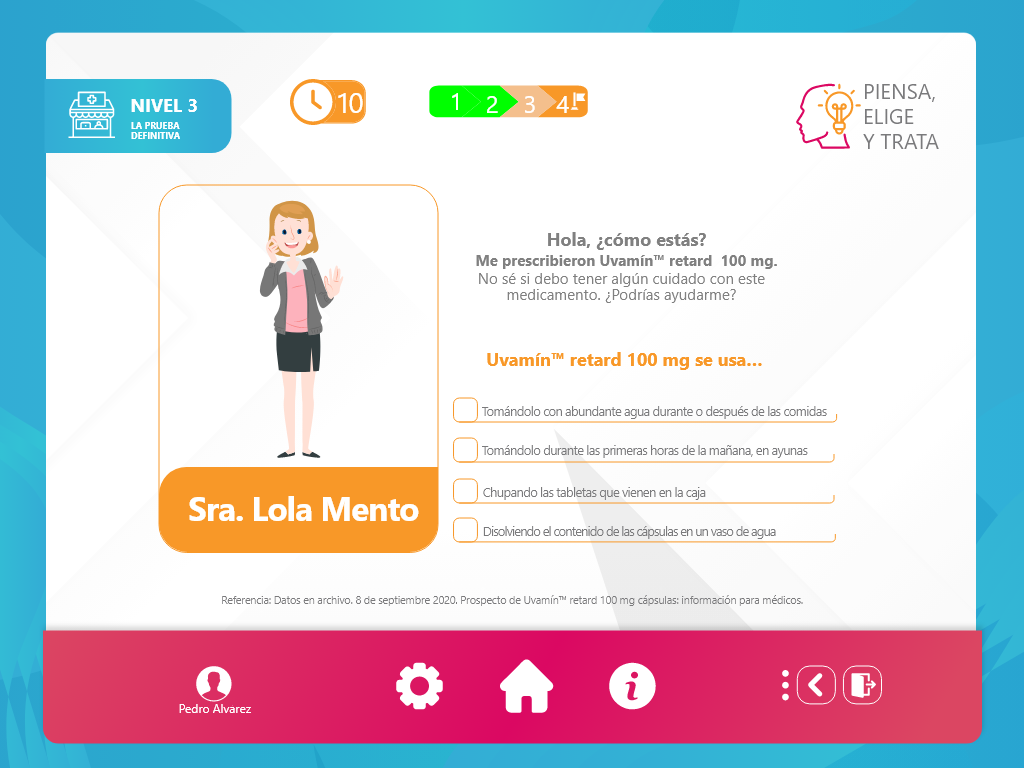 NIVEL 3
LA PRUEBA
DEFINITIVA
10
1 2 3 4
PIENSA,
ELIGE
Y TRATA
Hola, ¿cómo estás?
Me prescribieron Uvamín™ retard 100 mg.
No sé si debo tener algún cuidado con este
medicamento. ¿Podrías ayudarme?
Uvamín™ retard 100 mg se usa...
Tomándolo con abundante agua durante o después de las comidas
Tomándolo durante las primeras horas de la mañana, en ayunas
Chupando las tabletas que vienen en la caja
Disolviendo el contenido de las cápsulas en un vaso de agua
Sra. Lola Mento
Referencia: Datos en archivo. 8 de septiembre 2020. Prospecto de Uvamín™ retard 100 mg cápsulas: información para médicos.
Pedro Alvarez